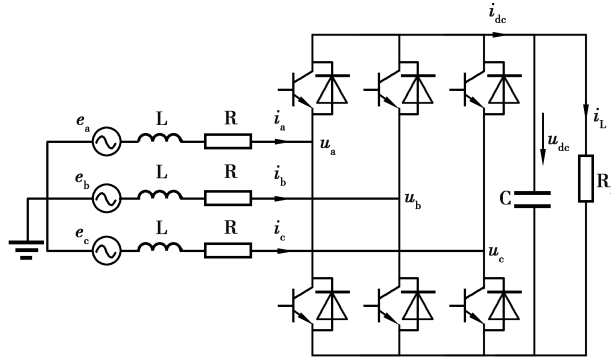 i_dc
e_a L R i_a u_a
e_b L R i_b u_b
e_c L R i_c u_c
C u_dc i_L R